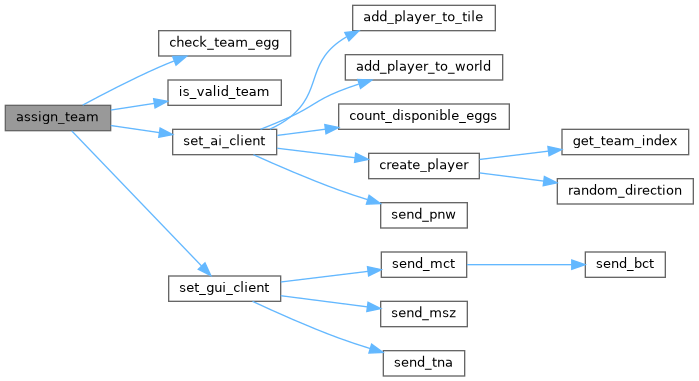 add_player_to_tile
check_team_egg
add_player_to_world
is_valid_team
count_disponible_eggs
assign_team
set_ai_client
get_team_index
create_player
random_direction
send_pnw
send_mct
send_bct
set_gui_client
send_msz
send_tna